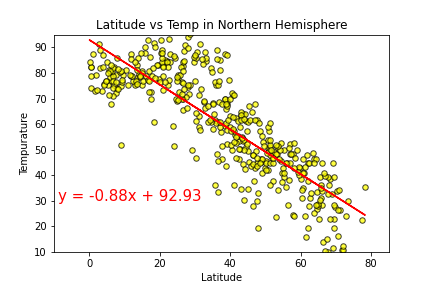 Latitude vs Temp in Northern Hemisphere
90
80
70
60
50
40
30
20
10
Tempurature
y = -0.88x + 92.93
0 20 40 60 80
Latitude